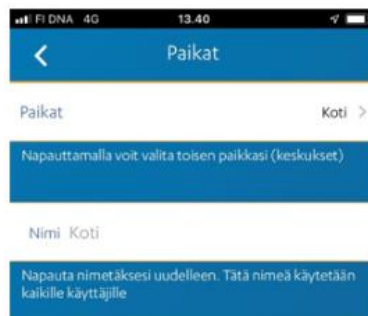 FI DNA 4G 13.40
Paikat
Paikat Koti
Napauttamalla voit valita toisen paikkasi (keskukset)
Nimi Koti
Napauta nimetäksesi uudelleen. Tätä nimeä käytetään
kaikille käyttäjille